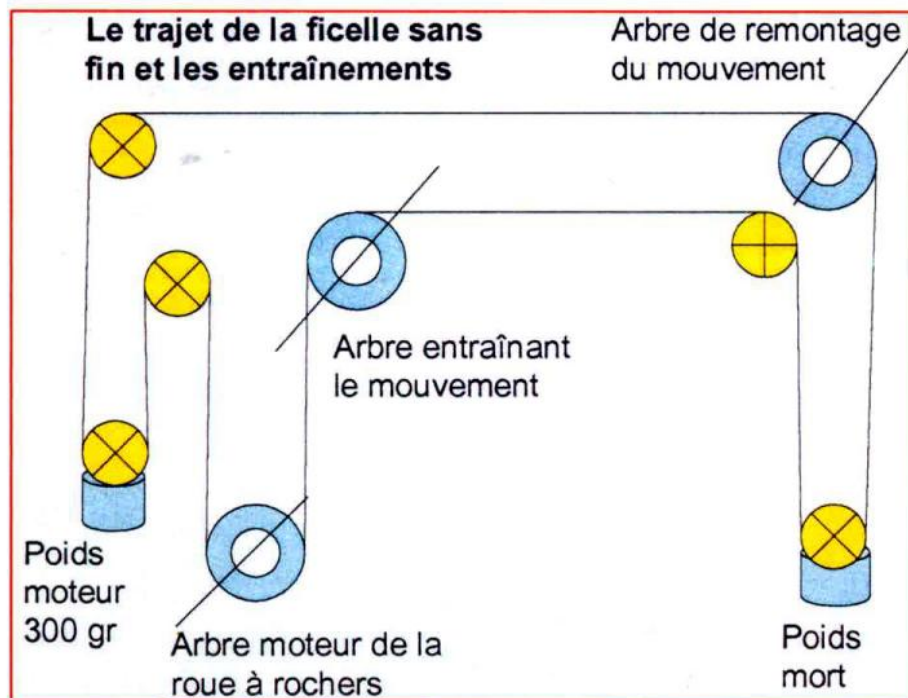 Le trajet de la ficelle sans
fin et les entraînements
Arbre de remontage
du mouvement
Arbre entraînant
le mouvement
Poids
moteur
300 gr
Arbre moteur de la
roue à rochers
Poids
mort